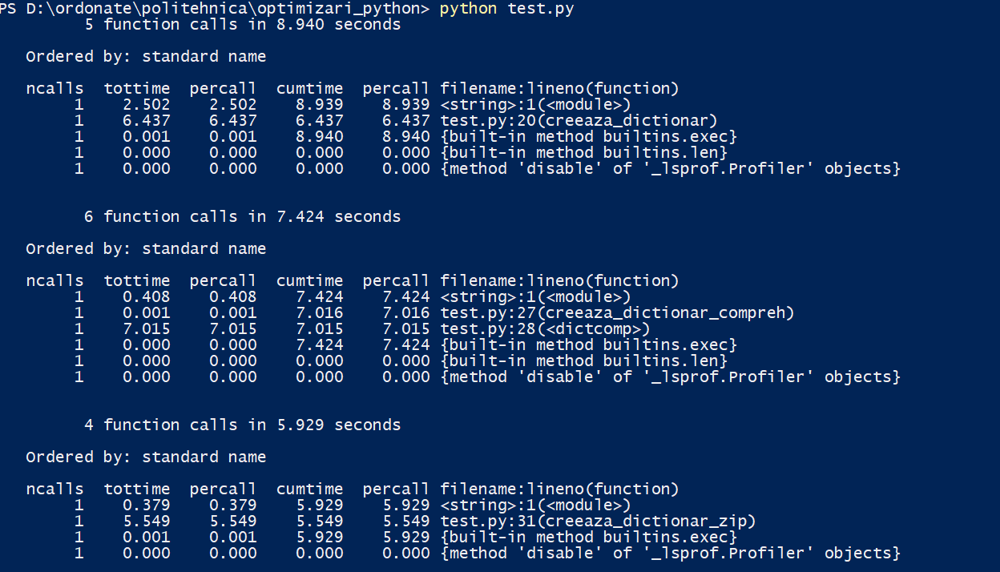 PS D:\ordonate\politehnica\optimizari_python> python test.py
         5 function calls in 8.940 seconds

   Ordered by: standard name

   ncalls  tottime  percall  cumtime  percall filename:lineno(function)
        1    2.502    2.502    8.939    8.939 <string>:1(<module>)
        1    6.437    6.437    6.437    6.437 test.py:20(creeaza_dictionar)
        1    0.001    0.001    8.940    8.940 {built-in method builtins.exec}
        1    0.000    0.000    0.000    0.000 {built-in method builtins.len}
        1    0.000    0.000    0.000    0.000 {method 'disable' of '_lsprof.Profiler' objects}


         6 function calls in 7.424 seconds

   Ordered by: standard name

   ncalls  tottime  percall  cumtime  percall filename:lineno(function)
        1    0.408    0.408    7.424    7.424 <string>:1(<module>)
        1    0.001    0.001    7.016    7.016 test.py:27(creeaza_dictionar_compreh)
        1    7.015    7.015    7.015    7.015 test.py:28(<dictcomp>)
        1    0.000    0.000    7.424    7.424 {built-in method builtins.exec}
        1    0.000    0.000    0.000    0.000 {built-in method builtins.len}
        1    0.000    0.000    0.000    0.000 {method 'disable' of '_lsprof.Profiler' objects}


         4 function calls in 5.929 seconds

   Ordered by: standard name

   ncalls  tottime  percall  cumtime  percall filename:lineno(function)
        1    0.379    0.379    5.929    5.929 <string>:1(<module>)
        1    5.549    5.549    5.549    5.549 test.py:31(creeaza_dictionar_zip)
        1    0.001    0.001    5.929    5.929 {built-in method builtins.exec}
        1    0.000    0.000    0.000    0.000 {method 'disable' of '_lsprof.Profiler' objects}